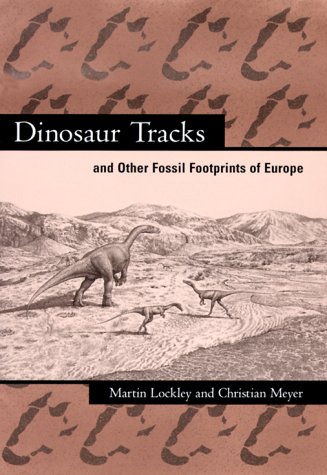 Dinosaur Tracks
and Other Fossil Footprints of Europe
Martin Lockley and Christian Meyer